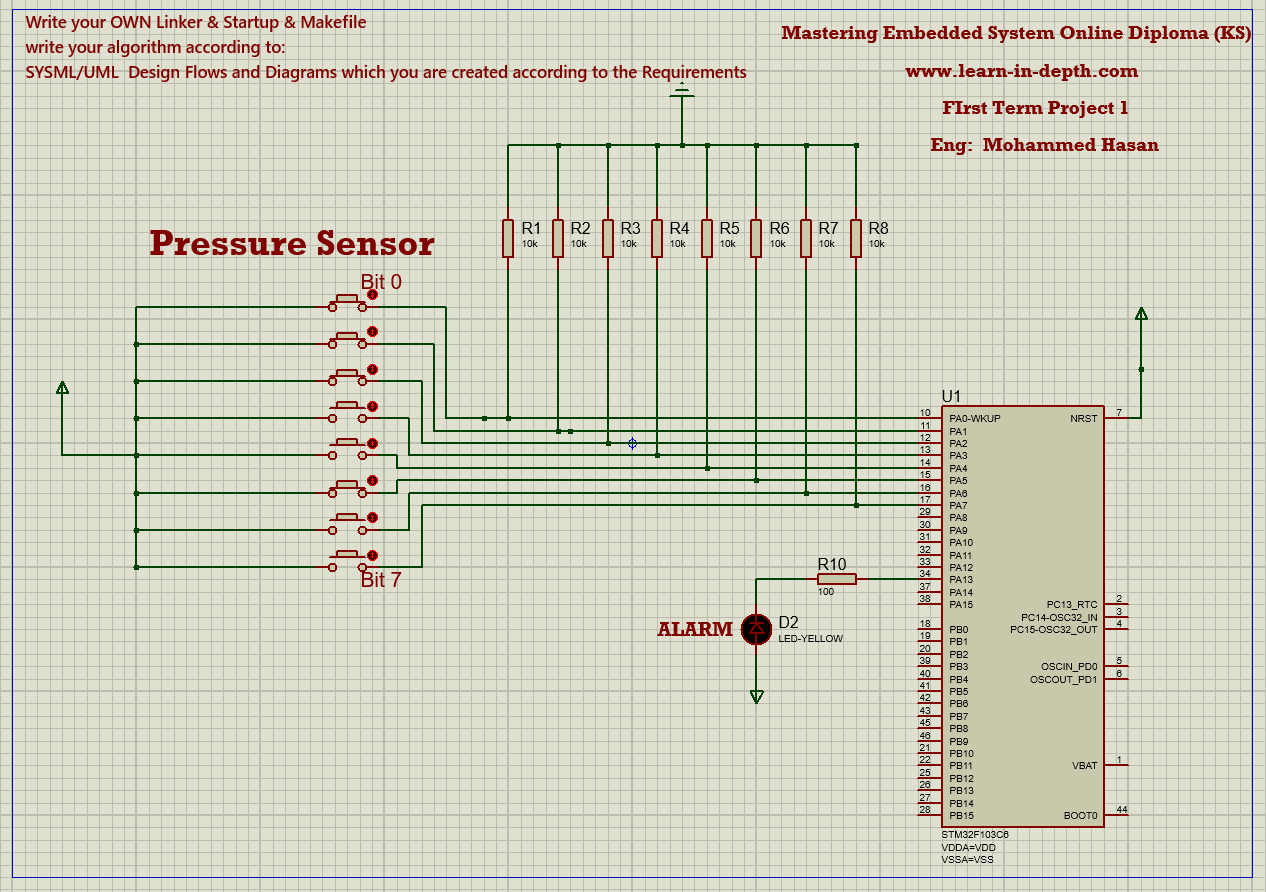 Write your OWN Linker & Startup & Makefile
write your algorithm according to:
SYSML/UML Design Flows and Diagrams which you are created according to the Requirements
Mastering Embedded System Online Diploma (KS)
www.learn-in-depth.com
FIrst Term Project 1
Eng: Mohammed Hasan
Pressure Sensor
Bit 0
Bit 7
R1
10k
R2
10k
R3
10k
R4
10k
R5
10k
R6
10k
R7
10k
R8
10k
U1
10 PA0-WKUP
11 PA1
12 PA2
13 PA3
14 PA4
15 PA5
16 PA6
17 PA7
29 PA8
30 PA9
31 PA10
32 PA11
33 PA12
34 PA13
37 PA14
38 PA15
18 PB0
19 PB1
20 PB2
39 PB3
40 PB4
41 PB5
42 PB6
43 PB7
45 PB8
46 PB9
21 PB10
22 PB11
25 PB12
26 PB13
27 PB14
28 PB15
NRST 7
PC13_RTC 2
PC14-OSC32_IN 3
PC15-OSC32_OUT 4
OSCIN_PD0 5
OSCOUT_PD1 6
VBAT 1
BOOT0 44
R10
100
ALARM
D2
LED-YELLOW
STM32F103C6
VDDA=VDD
VSSA=VSS